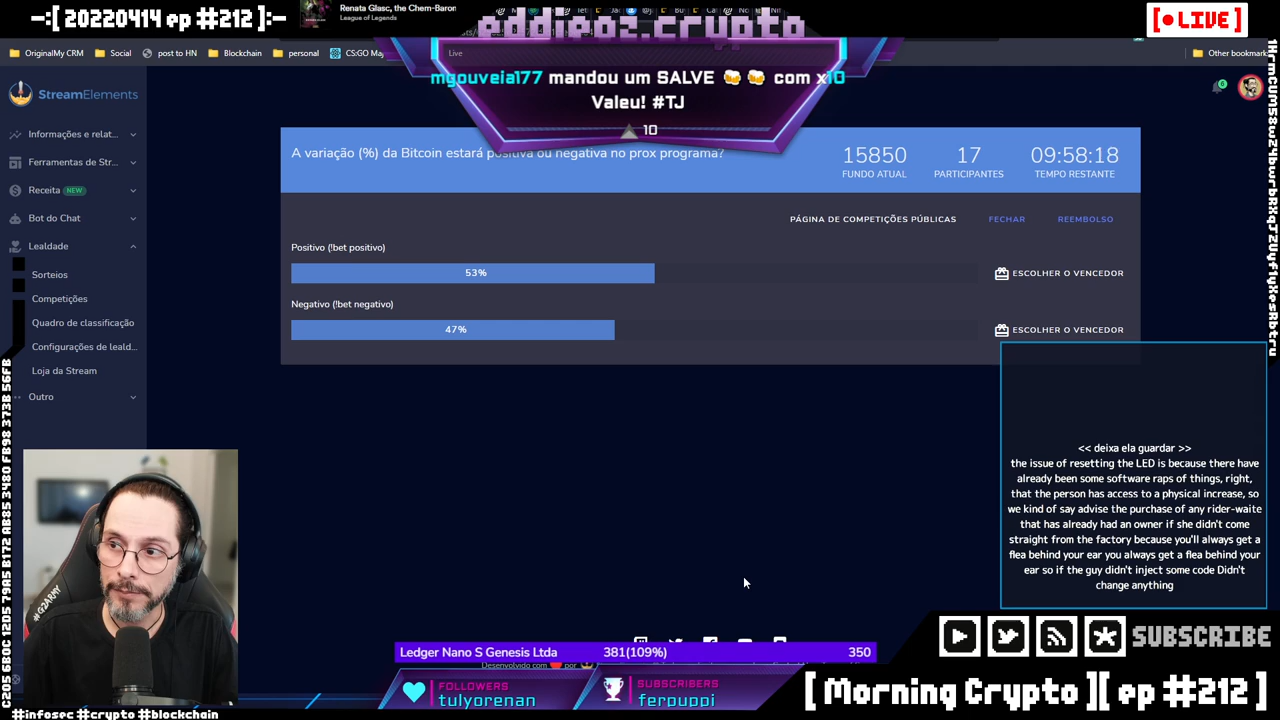 -:[ 20220414 ep #212 ]:-
Renata Glasc, the Chem-Baron
League of Legends
eddieoz.crypto
[ ● LIVE ]
OriginalMy CRM
Social
post to HN
Blockchain
personal
Live
Other bookmark
StreamElements
mgouveia177 mandou um SALVE 🍻 🍻 com x10
Valeu! #TJ
10
6
Informações e relat...
Ferramentas de Str...
Receita NEW
Bot do Chat
Lealdade
Sorteios
Competições
Quadro de classificação
Configurações de leald...
Loja da Stream
Outro
A variação (%) da Bitcoin estará positiva ou negativa no prox programa?
15850
FUNDO ATUAL
17
PARTICIPANTES
09:58:18
TEMPO RESTANTE
PÁGINA DE COMPETIÇÕES PÚBLICAS
FECHAR
REEMBOLSO
Positivo (!bet positivo)
53%
ESCOLHER O VENCEDOR
Negativo (!bet negativo)
47%
ESCOLHER O VENCEDOR
<< deixa ela guardar >>
the issue of resetting the LED is because there have
already been some software raps of things, right,
that the person has access to a physical increase, so
we kind of say advise the purchase of any rider-waite
that has already had an owner if she didn't come
straight from the factory because you'll always get a
flea behind your ear you always get a flea behind your
ear so if the guy didn't inject some code Didn't
change anything
#G2ARMY
Ledger Nano S Genesis Ltda
381(109%)
350
Desenvolvido com ❤ por
FOLLOWERS
tulyorenan
SUBSCRIBERS
ferpuppi
SUBSCRIBE
[ Morning Crypto ][ ep #212 ]
#infosec #crypto #blockchain